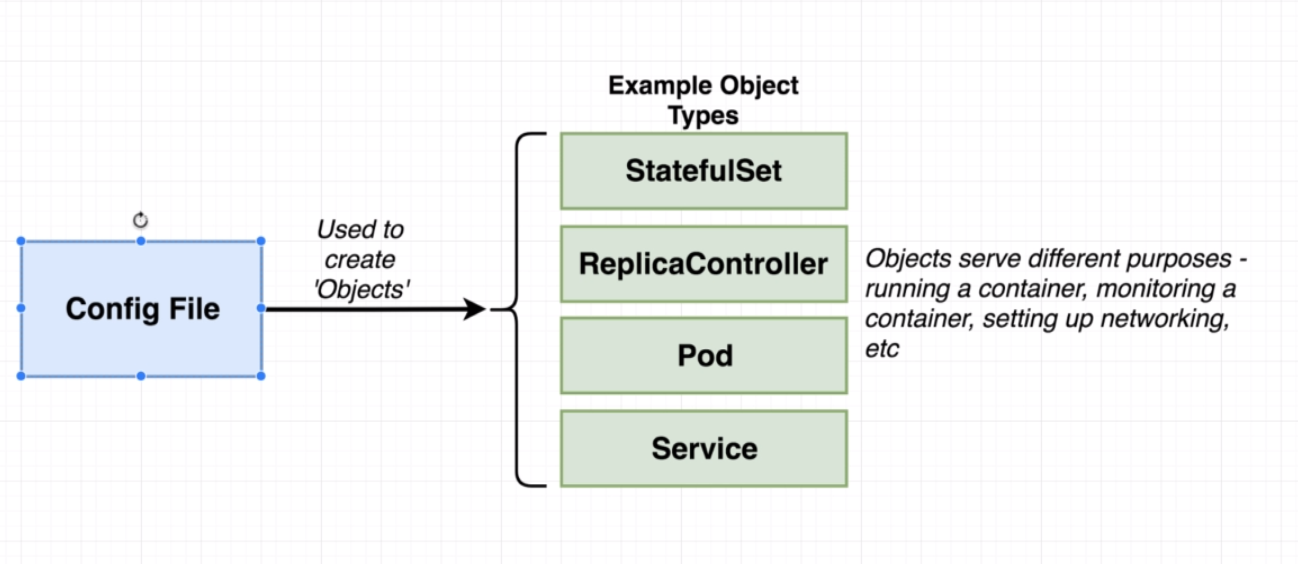 Example Object
Types
StatefulSet
Used to
create
'Objects'
Config File
ReplicaController
Pod
Service
Objects serve different purposes -
running a container, monitoring a
container, setting up networking,
etc